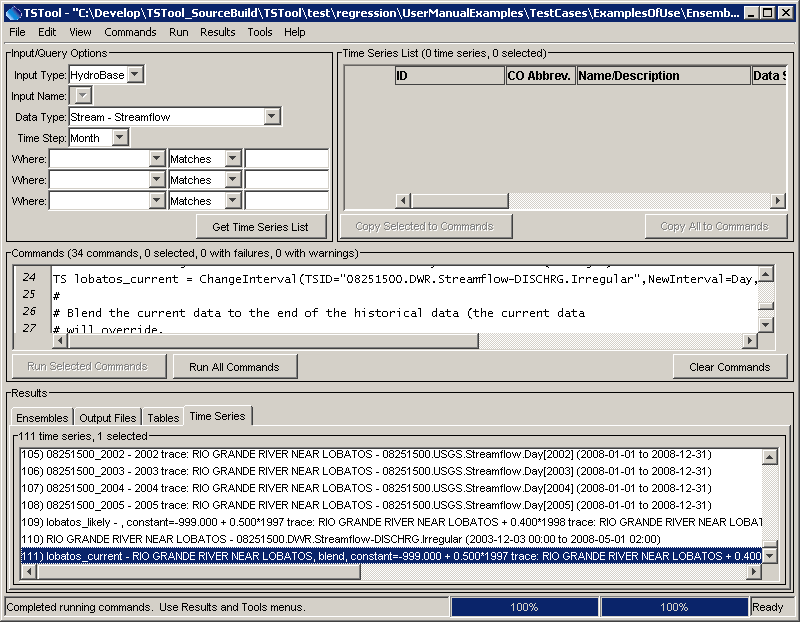 TSTool - "C:\Develop\TSTool_SourceBuild\TSTool\test\regression\UserManualExamples\TestCases\ExamplesOfUse\Ensemb...
File Edit View Commands Run Results Tools Help
Input/Query Options
Input Type: HydroBase
Input Name:
Data Type: Stream - Streamflow
Time Step: Month
Where: Matches
Where: Matches
Where: Matches
Get Time Series List
Time Series List (0 time series, 0 selected)
ID CO Abbrev. Name/Description Data S
Copy Selected to Commands Copy All to Commands
Commands (34 commands, 0 selected, 0 with failures, 0 with warnings)
24 TS lobatos_current = ChangeInterval(TSID="08251500.DWR.Streamflow-DISCHRG.Irregular",NewInterval=Day,
25 #
26 # Blend the current data to the end of the historical data (the current data
27 # will override.
Run Selected Commands Run All Commands Clear Commands
Results
Ensembles Output Files Tables Time Series
111 time series, 1 selected
105) 08251500_2002 - 2002 trace: RIO GRANDE RIVER NEAR LOBATOS - 08251500.USGS.Streamflow.Day[2002] (2008-01-01 to 2008-12-31)
106) 08251500_2003 - 2003 trace: RIO GRANDE RIVER NEAR LOBATOS - 08251500.USGS.Streamflow.Day[2003] (2008-01-01 to 2008-12-31)
107) 08251500_2004 - 2004 trace: RIO GRANDE RIVER NEAR LOBATOS - 08251500.USGS.Streamflow.Day[2004] (2008-01-01 to 2008-12-31)
108) 08251500_2005 - 2005 trace: RIO GRANDE RIVER NEAR LOBATOS - 08251500.USGS.Streamflow.Day[2005] (2008-01-01 to 2008-12-31)
109) lobatos_likely - , constant=-999.000 + 0.500*1997 trace: RIO GRANDE RIVER NEAR LOBATOS + 0.400*1998 trace: RIO GRANDE RIVER NEAR LOBAT
110) RIO GRANDE RIVER NEAR LOBATOS - 08251500.DWR.Streamflow-DISCHRG.Irregular (2003-12-03 00:00 to 2008-05-01 02:00)
111) lobatos_current - RIO GRANDE RIVER NEAR LOBATOS, blend, constant=-999.000 + 0.500*1997 trace: RIO GRANDE RIVER NEAR LOBATOS + 0.400
Completed running commands. Use Results and Tools menus. 100% 100% Ready